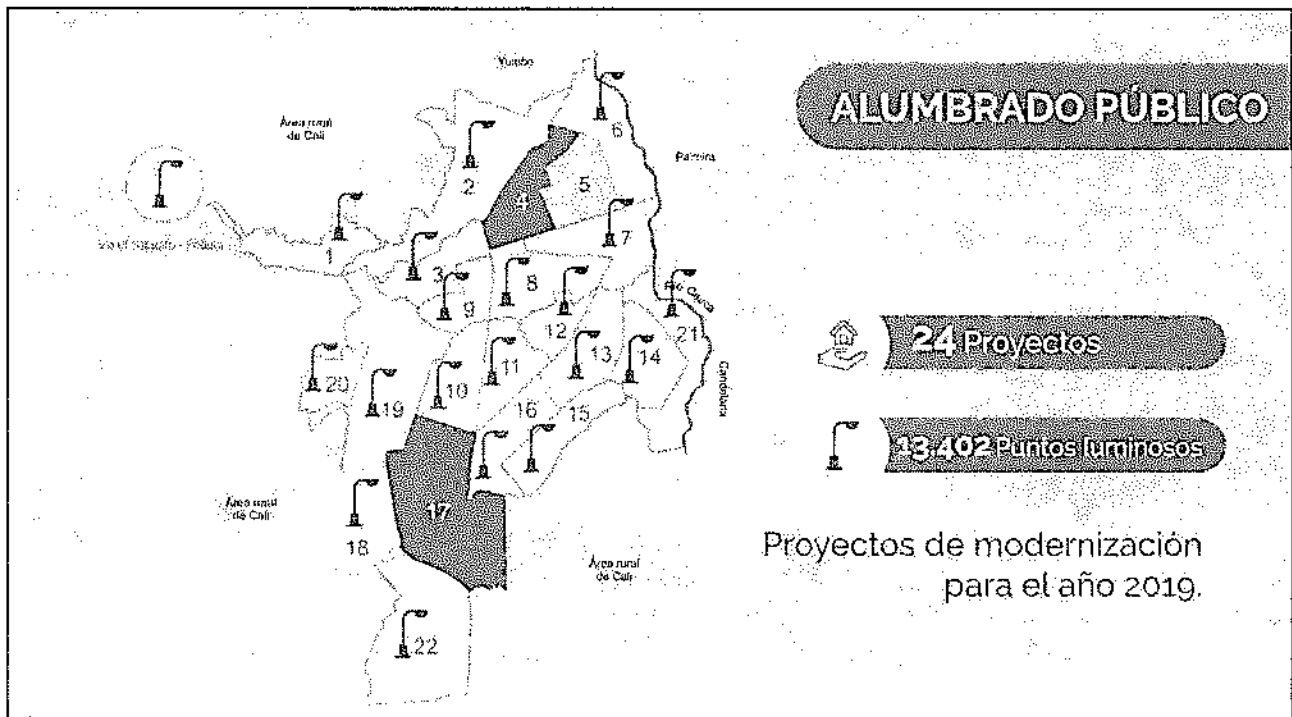 ALUMBRADO PÚBLICO
Yumbo
Área rural
de Cali
Palmira
6
2
5
4
1
7
3
8
9
12
Río Cauca
21
Candelaria
11
13
14
20
19
10
16
15
17
18
Área rural
de Cali
Área rural
de Cali
22
24 Proyectos
13.402 Puntos luminosos
Proyectos de modernización
para el año 2019.